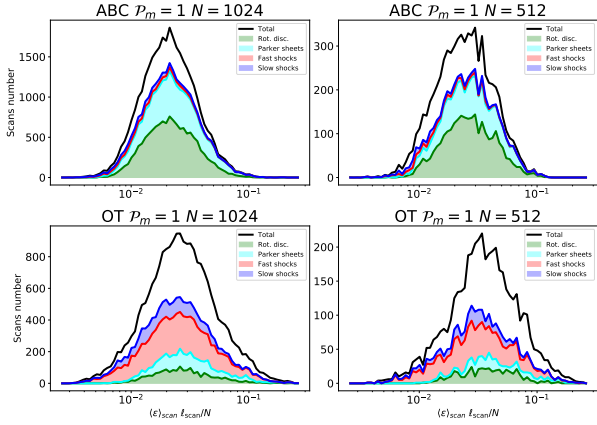 ABC 𝒫ₘ = 1 N = 1024
ABC 𝒫ₘ = 1 N = 512
Scans number
1500
1000
500
0
10⁻²
10⁻¹
Total
Rot. disc.
Parker sheets
Fast shocks
Slow shocks
300
200
100
0
10⁻²
10⁻¹
Total
Rot. disc.
Parker sheets
Fast shocks
Slow shocks
OT 𝒫ₘ = 1 N = 1024
OT 𝒫ₘ = 1 N = 512
Scans number
800
600
400
200
0
10⁻²
10⁻¹
Total
Rot. disc.
Parker sheets
Fast shocks
Slow shocks
⟨ε⟩scan ℓscan/N
200
150
100
50
0
10⁻²
10⁻¹
Total
Rot. disc.
Parker sheets
Fast shocks
Slow shocks
⟨ε⟩scan ℓscan/N